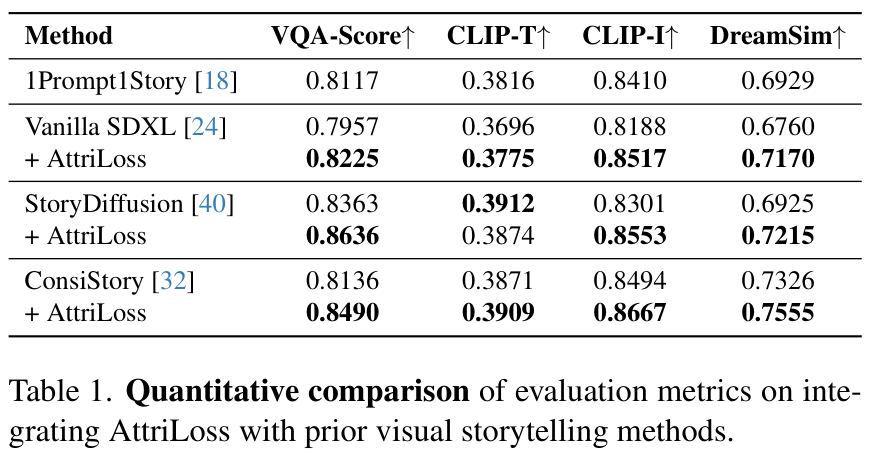 Method VQA-Score↑ CLIP-T↑ CLIP-I↑ DreamSim↑
1Prompt1Story [18] 0.8117 0.3816 0.8410 0.6929
Vanilla SDXL [24] 0.7957 0.3696 0.8188 0.6760
+ AttriLoss 0.8225 0.3775 0.8517 0.7170
StoryDiffusion [40] 0.8363 0.3912 0.8301 0.6925
+ AttriLoss 0.8636 0.3874 0.8553 0.7215
ConsiStory [32] 0.8136 0.3871 0.8494 0.7326
+ AttriLoss 0.8490 0.3909 0.8667 0.7555
Table 1. Quantitative comparison of evaluation metrics on inte-
grating AttriLoss with prior visual storytelling methods.